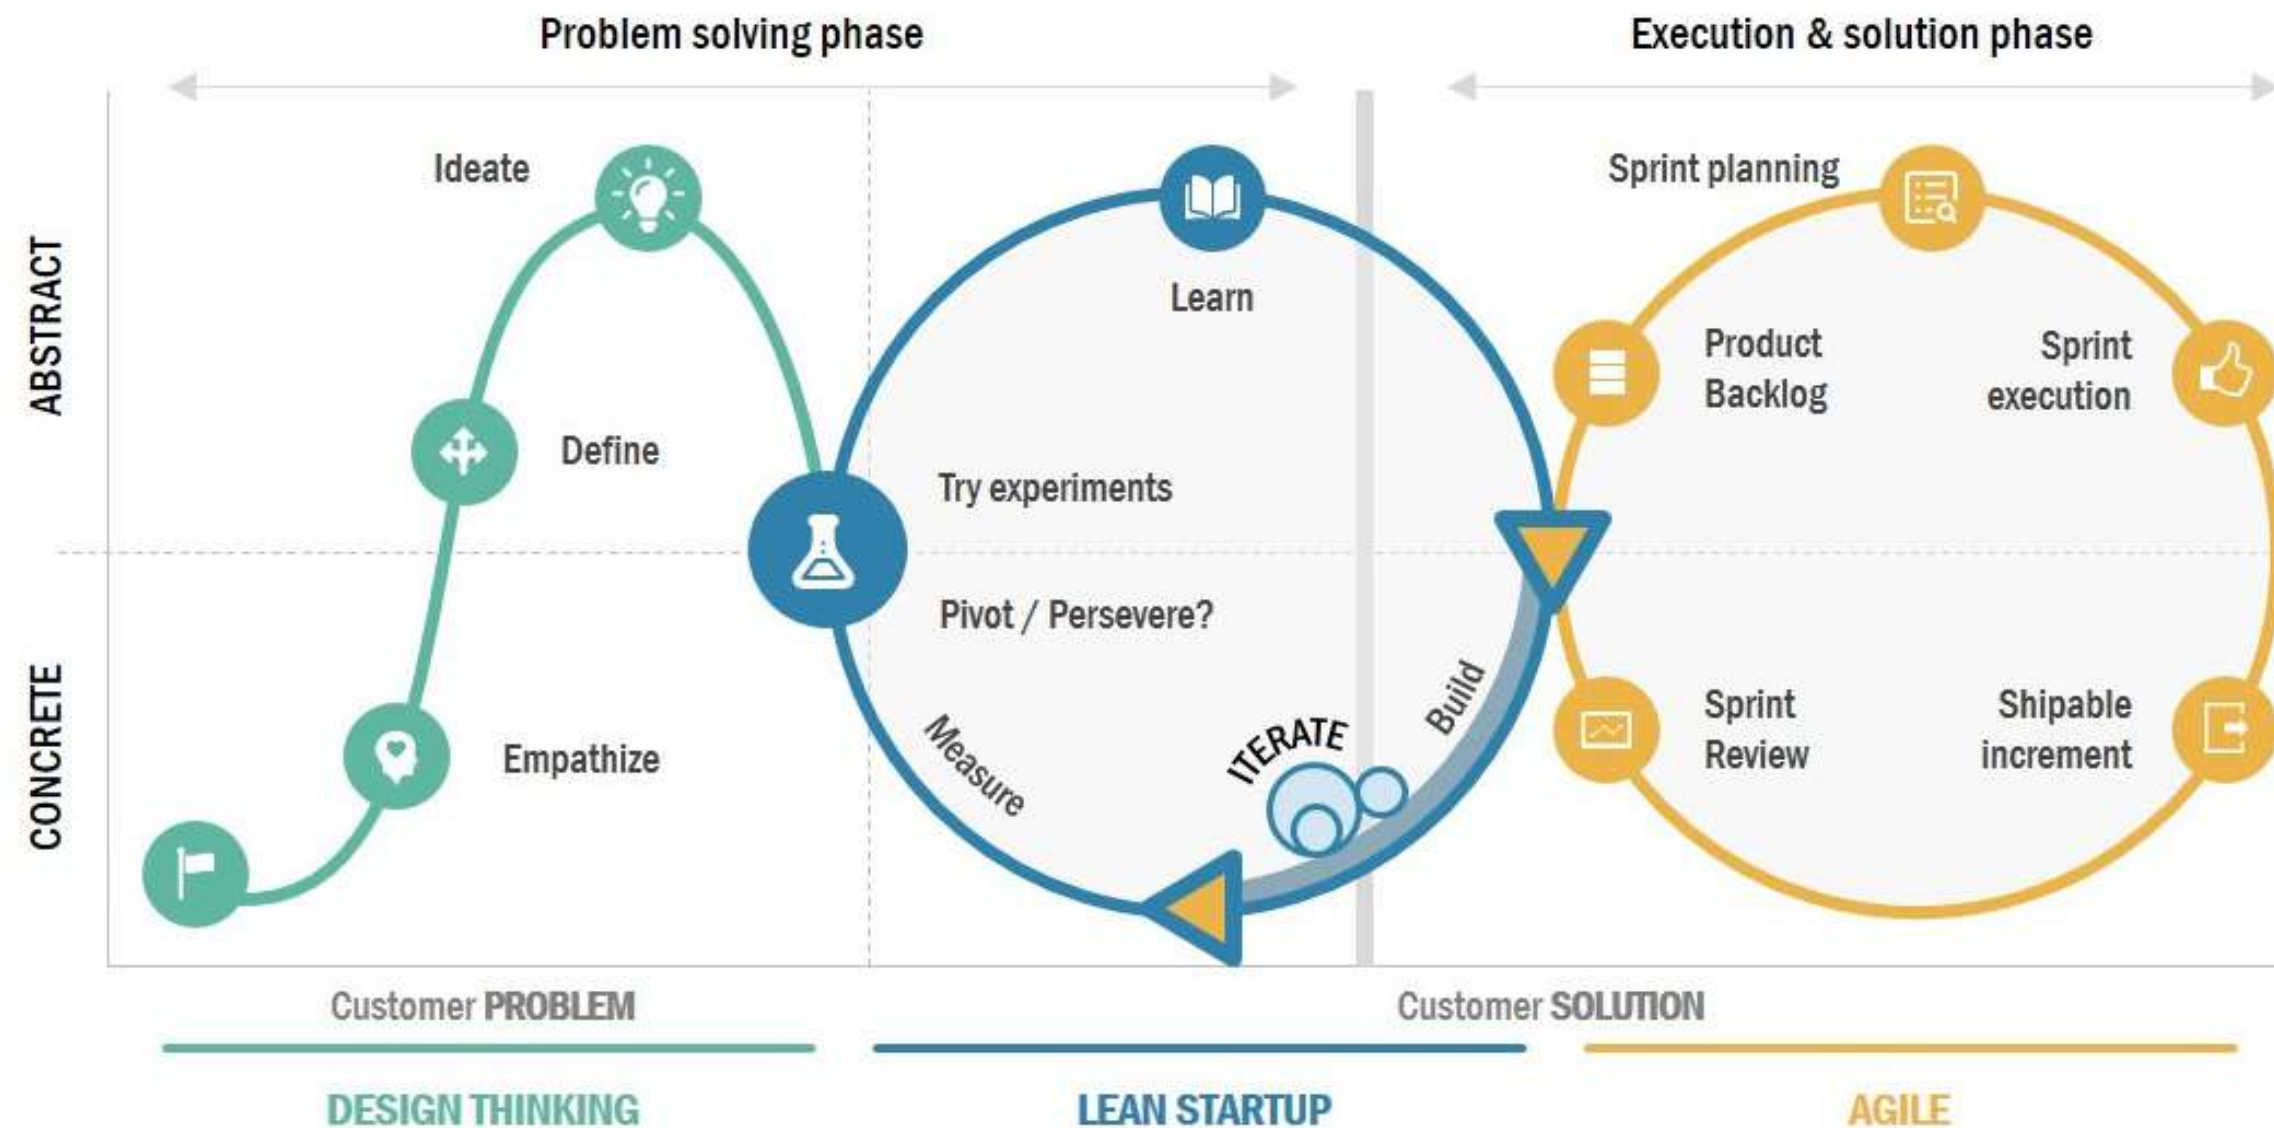 Problem solving phase
Execution & solution phase
ABSTRACT
CONCRETE
Ideate
Define
Empathize
Learn
Try experiments
Pivot / Persevere?
Measure
ITERATE
Build
Sprint planning
Product
Backlog
Sprint
execution
Sprint
Review
Shipable
increment
Customer PROBLEM
Customer SOLUTION
DESIGN THINKING
LEAN STARTUP
AGILE